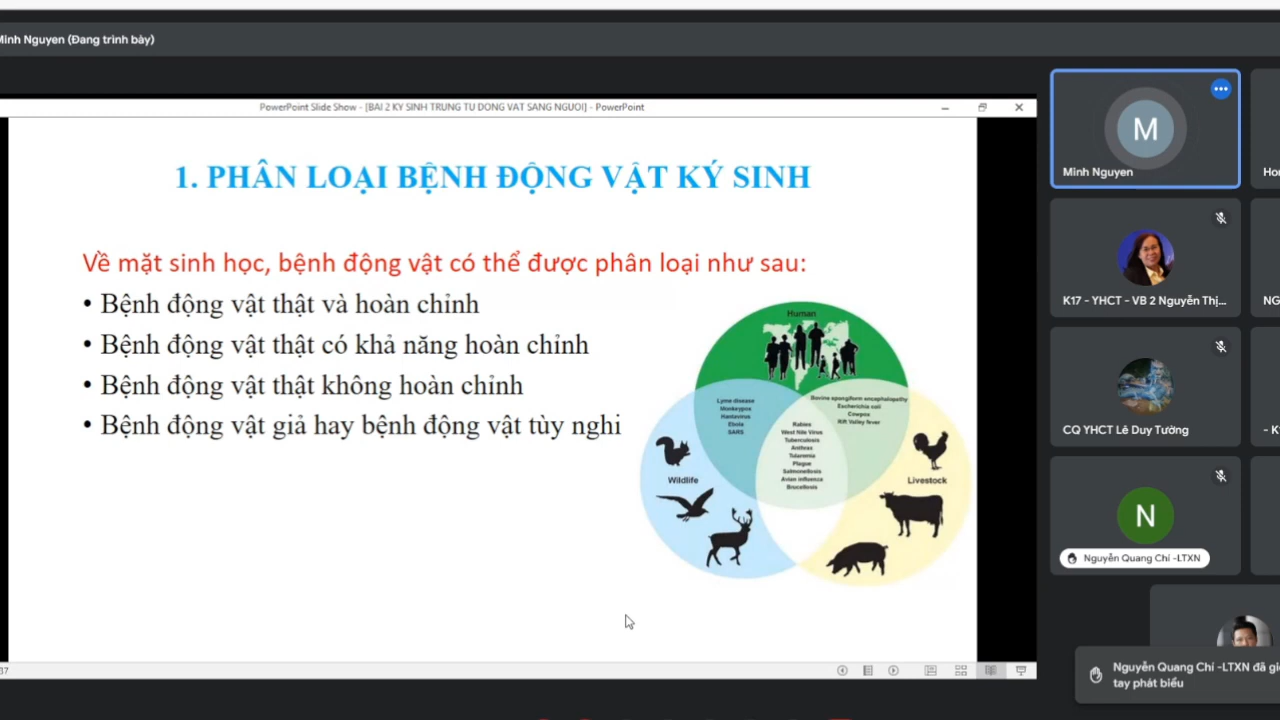 Minh Nguyen (Đang trình bày)
PowerPoint Slide Show - [BAI 2 KY SINH TRUNG TU DONG VAT SANG NGUOI] - PowerPoint
1. PHÂN LOẠI BỆNH ĐỘNG VẬT KÝ SINH
Về mặt sinh học, bệnh động vật có thể được phân loại như sau:
• Bệnh động vật thật và hoàn chỉnh
• Bệnh động vật thật có khả năng hoàn chỉnh
• Bệnh động vật thật không hoàn chỉnh
• Bệnh động vật giả hay bệnh động vật tùy nghi
Human
Lyme disease
Monkeypox
Hantavirus
Ebola
SARS
Bovine spongiform encephalopathy
Escherichia coli
Cowpox
Rift Valley fever
Rabies
West Nile Virus
Tuberculosis
Anthrax
Tularemia
Plague
Salmonellosis
Avian influenza
Brucellosis
Wildlife
Livestock
M
Minh Nguyen
K17 - YHCT - VB 2 Nguyễn Thị...
CQ YHCT Lê Duy Tường
N
Nguyễn Quang Chí -LTXN
Nguyễn Quang Chí -LTXN đã
tay phát biểu